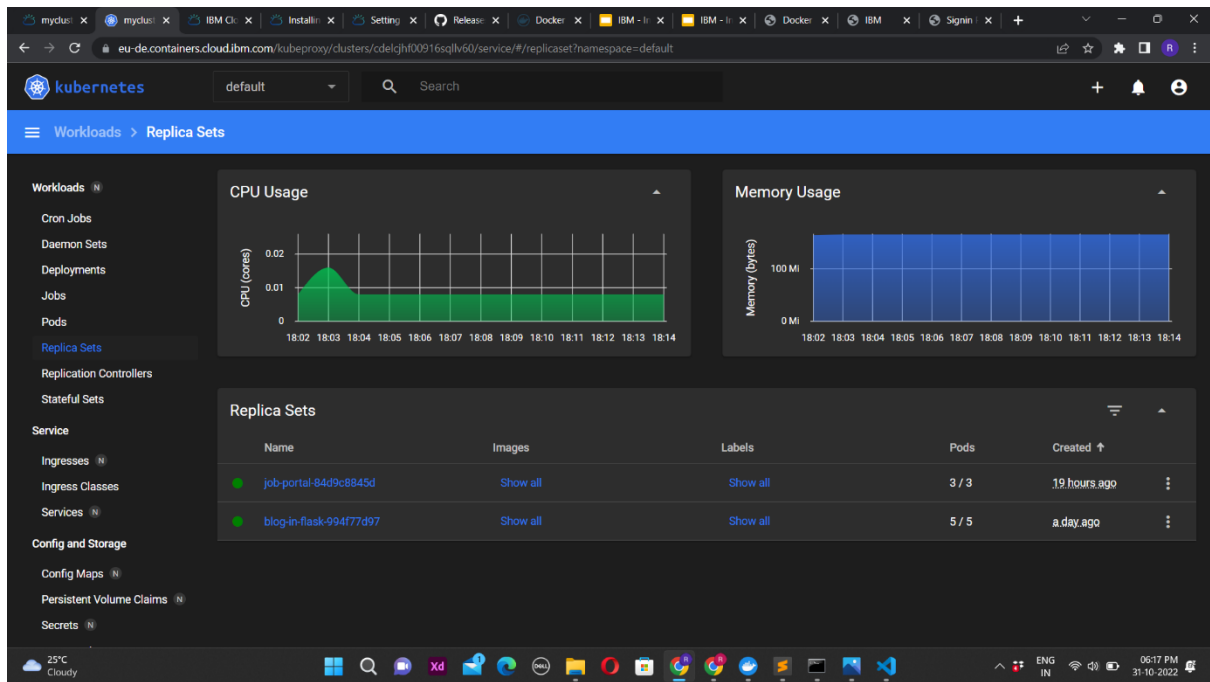 myclust
myclust
IBM Clo
Installin
Setting
Release
Docker
IBM - In
IBM - In
Docker
IBM
Signin
eu-de.containers.cloud.ibm.com/kubeproxy/clusters/cdelcjhf00916sqllv60/service/#/replicaset?namespace=default
R
kubernetes
default
Search
Workloads > Replica Sets
Workloads N
Cron Jobs
Daemon Sets
Deployments
Jobs
Pods
Replica Sets
Replication Controllers
Stateful Sets
Service
Ingresses N
Ingress Classes
Services N
Config and Storage
Config Maps N
Persistent Volume Claims N
Secrets N
CPU Usage
CPU (cores)
0.02
0.01
0
18:02 18:03 18:04 18:05 18:06 18:07 18:08 18:09 18:10 18:11 18:12 18:13 18:14
Memory Usage
Memory (bytes)
100 Mi
0 Mi
18:02 18:03 18:04 18:05 18:06 18:07 18:08 18:09 18:10 18:11 18:12 18:13 18:14
Replica Sets
Name Images Labels Pods Created
job-portal-84d9c8845d Show all Show all 3 / 3 19 hours ago
blog-in-flask-994f77d97 Show all Show all 5 / 5 a day ago
25°C
Cloudy
Xd
DELL
ENG
IN
06:17 PM
31-10-2022